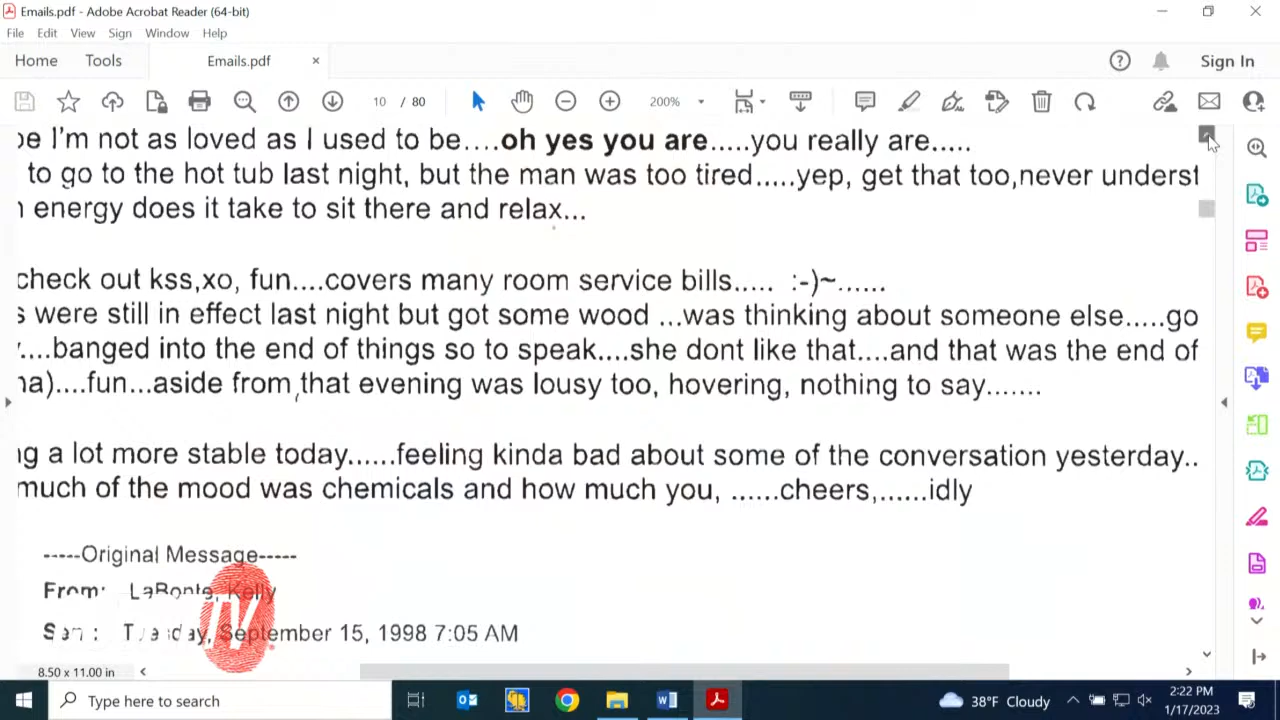 Emails.pdf - Adobe Acrobat Reader (64-bit)
File Edit View Sign Window Help
Home Tools Emails.pdf × Sign In
10 / 80 200%
be I'm not as loved as I used to be....oh yes you are.....you really are.....
to go to the hot tub last night, but the man was too tired.....yep, get that too,never underst
n energy does it take to sit there and relax...
check out kss,xo, fun....covers many room service bills..... :-)~......
s were still in effect last night but got some wood ...was thinking about someone else.....go
....banged into the end of things so to speak....she dont like that....and that was the end of
ha)....fun...aside from that evening was lousy too, hovering, nothing to say.......
ng a lot more stable today......feeling kinda bad about some of the conversation yesterday..
much of the mood was chemicals and how much you, ......cheers,......idly
-----Original Message-----
From: LaBonte, Kelly
Sent: Tuesday, September 15, 1998 7:05 AM
8.50 x 11.00 in
Type here to search
38°F Cloudy
2:22 PM
1/17/2023